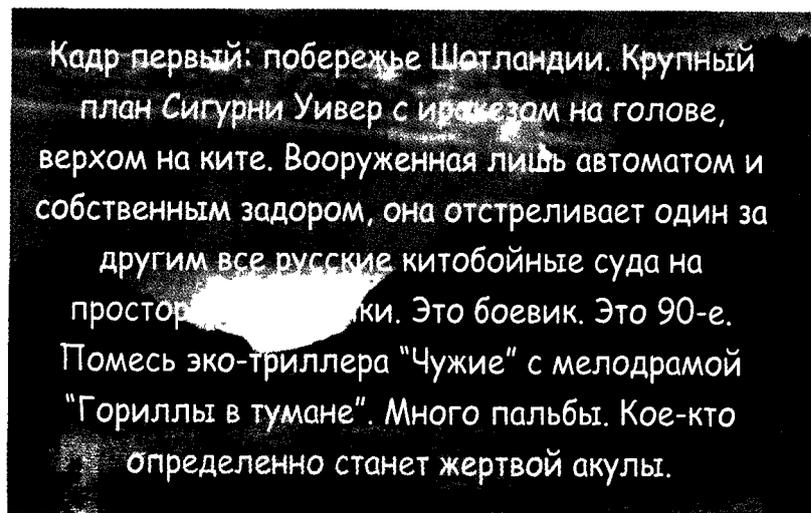 Кадр первый: побережье Шотландии. Крупный
план Сигурни Уивер с ирокезом на голове,
верхом на ките. Вооруженная лишь автоматом и
собственным задором, она отстреливает один за
другим все русские китобойные суда на
Это боевик. Это 90-е.
Помесь эко-триллера "Чужие" с мелодрамой
"Гориллы в тумане". Много пальбы. Кое-кто
определенно станет жертвой акулы.